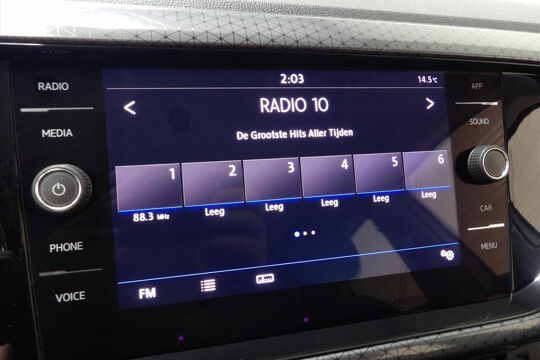 2:03
14.5°C
RADIO
MEDIA
PHONE
VOICE
< RADIO 10 >
De Grootste Hits Aller Tijden
1 2 3 4 5 6
88.3 MHz Leeg Leeg Leeg Leeg Leeg
FM
APP
SOUND
CAR
MENU